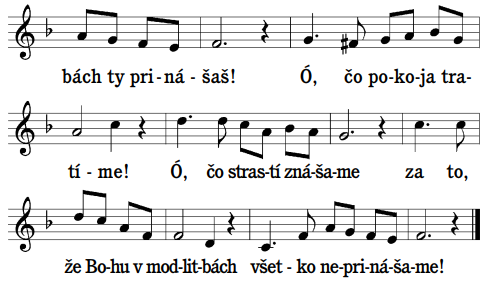 bách ty pri - ná - šaš! Ó, čo po - ko - ja tra -
tí - me! Ó, čo stras - tí zná - ša - me za to,
že Bo - hu v mod - lit - bách všet - ko ne - pri - ná - ša - me!